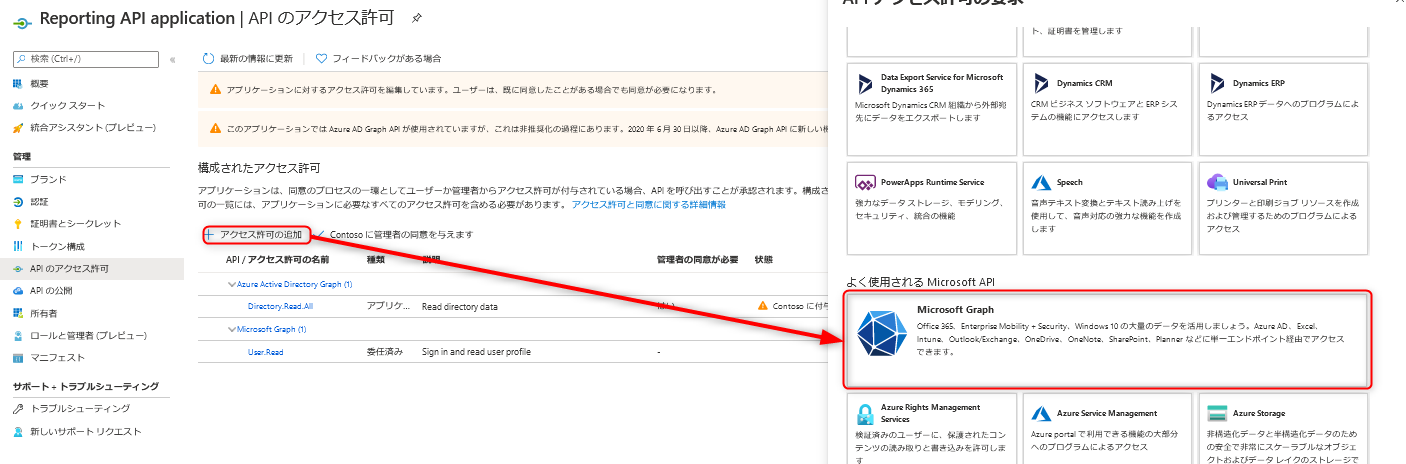 Reporting API application | API のアクセス許可
検索 (Ctrl+/)
«
概要
クイック スタート
統合アシスタント (プレビュー)
管理
ブランド
認証
証明書とシークレット
トークン構成
API のアクセス許可
API の公開
所有者
ロールと管理者 (プレビュー)
マニフェスト
サポート + トラブルシューティング
トラブルシューティング
新しいサポート リクエスト
最新の情報に更新
フィードバックがある場合
アプリケーションに対するアクセス許可を編集しています。ユーザーは、既に同意したことがある場合でも同意が必要になります。
このアプリケーションでは Azure AD Graph API が使用されていますが、これは非推奨化の過程にあります。2020 年 6 月 30 日以降、Azure AD Graph API に新しい
構成されたアクセス許可
アプリケーションは、同意のプロセスの一環としてユーザーか管理者からアクセス許可が付与されている場合、API を呼び出すことが承認されます。構成さ
可の一覧には、アプリケーションに必要なすべてのアクセス許可を含める必要があります。 アクセス許可と同意に関する詳細情報
+ アクセス許可の追加
Contoso に管理者の同意を与えます
API / アクセス許可の名前 種類 説明 管理者の同意が必要 状態
Azure Active Directory Graph (1)
Directory.Read.All アプリケ... Read directory data はい Contoso に付与
Microsoft Graph (1)
User.Read 委任済み Sign in and read user profile -
API アクセス許可の要求
ト、証明書を管理します
Data Export Service for Microsoft
Dynamics 365
Microsoft Dynamics CRM 組織から外部宛
先にデータをエクスポートします
Dynamics CRM
CRM ビジネス ソフトウェアと ERP シス
テムの機能にアクセスします
Dynamics ERP
Dynamics ERP データへのプログラムによ
るアクセス
PowerApps Runtime Service
強力なデータ ストレージ、モデリング、
セキュリティ、統合の機能
Speech
音声テキスト変換とテキスト読み上げを
使用して、音声対応の強力な機能を作成
します
Universal Print
プリンターと印刷ジョブ リソースを作成
および管理するためのプログラムによる
アクセス
よく使用される Microsoft API
Microsoft Graph
Office 365、Enterprise Mobility + Security、Windows 10 の大量のデータを活用しましょう。Azure AD、Excel、
Intune、Outlook/Exchange、OneDrive、OneNote、SharePoint、Planner などに単一エンドポイント経由でアクセス
できます。
Azure Rights Management
Services
検証済みのユーザーに、保護されたコン
テンツの読み取りと書き込みを許可しま
す
Azure Service Management
Azure portal で利用できる機能の大部分
へのプログラムによるアクセス
Azure Storage
非構造化データと半構造化データのため
の安全で非常にスケーラブルなオブジェ
クトおよびデータ レイクのストレージで